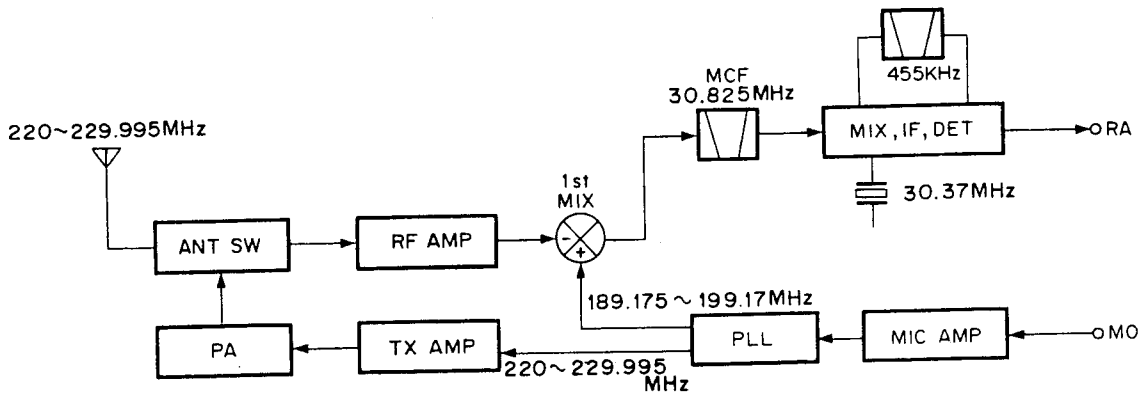 455KHz
MCF
30.825MHz
220~229.995MHz
MIX, IF, DET
RA
30.37MHz
1st
MIX
-
+
ANT SW
RF AMP
189.175~199.17MHz
PA
TX AMP
PLL
MIC AMP
MO
220~229.995
MHz